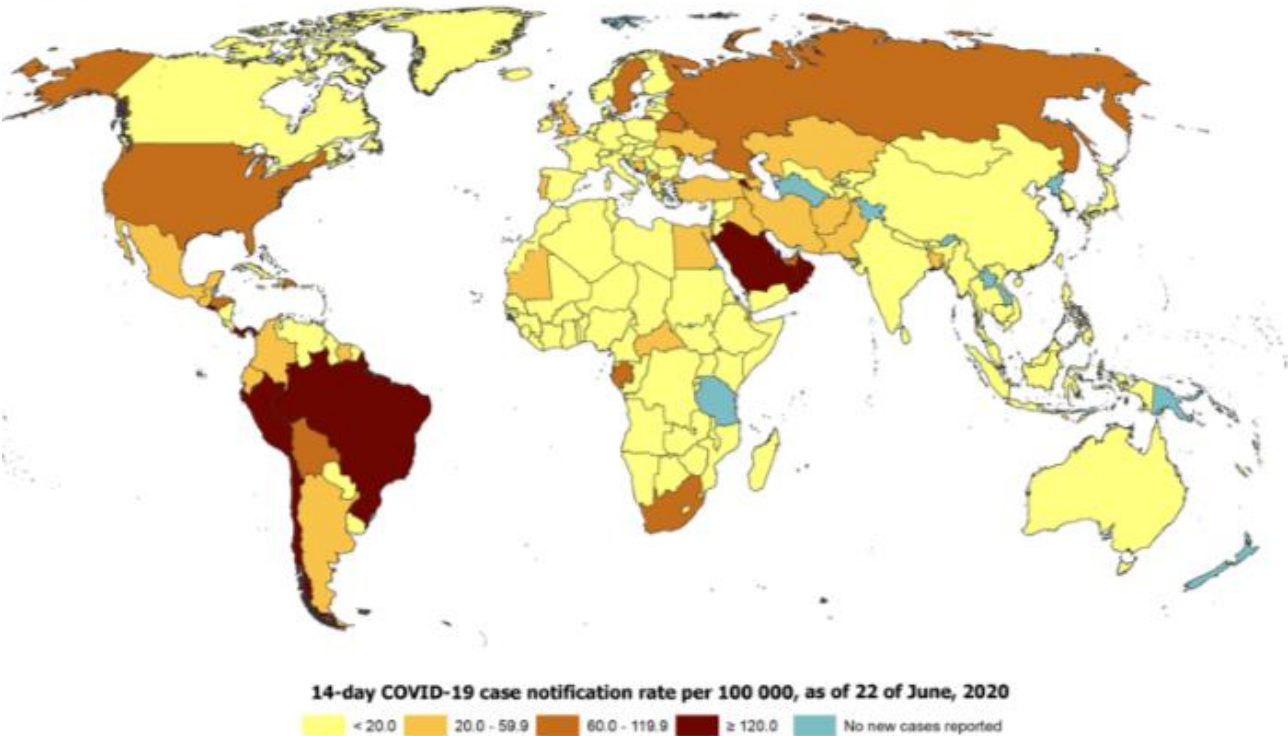 14-day COVID-19 case notification rate per 100 000, as of 22 of June, 2020
< 20.0 20.0 - 59.9 60.0 - 119.9 ≥ 120.0 No new cases reported